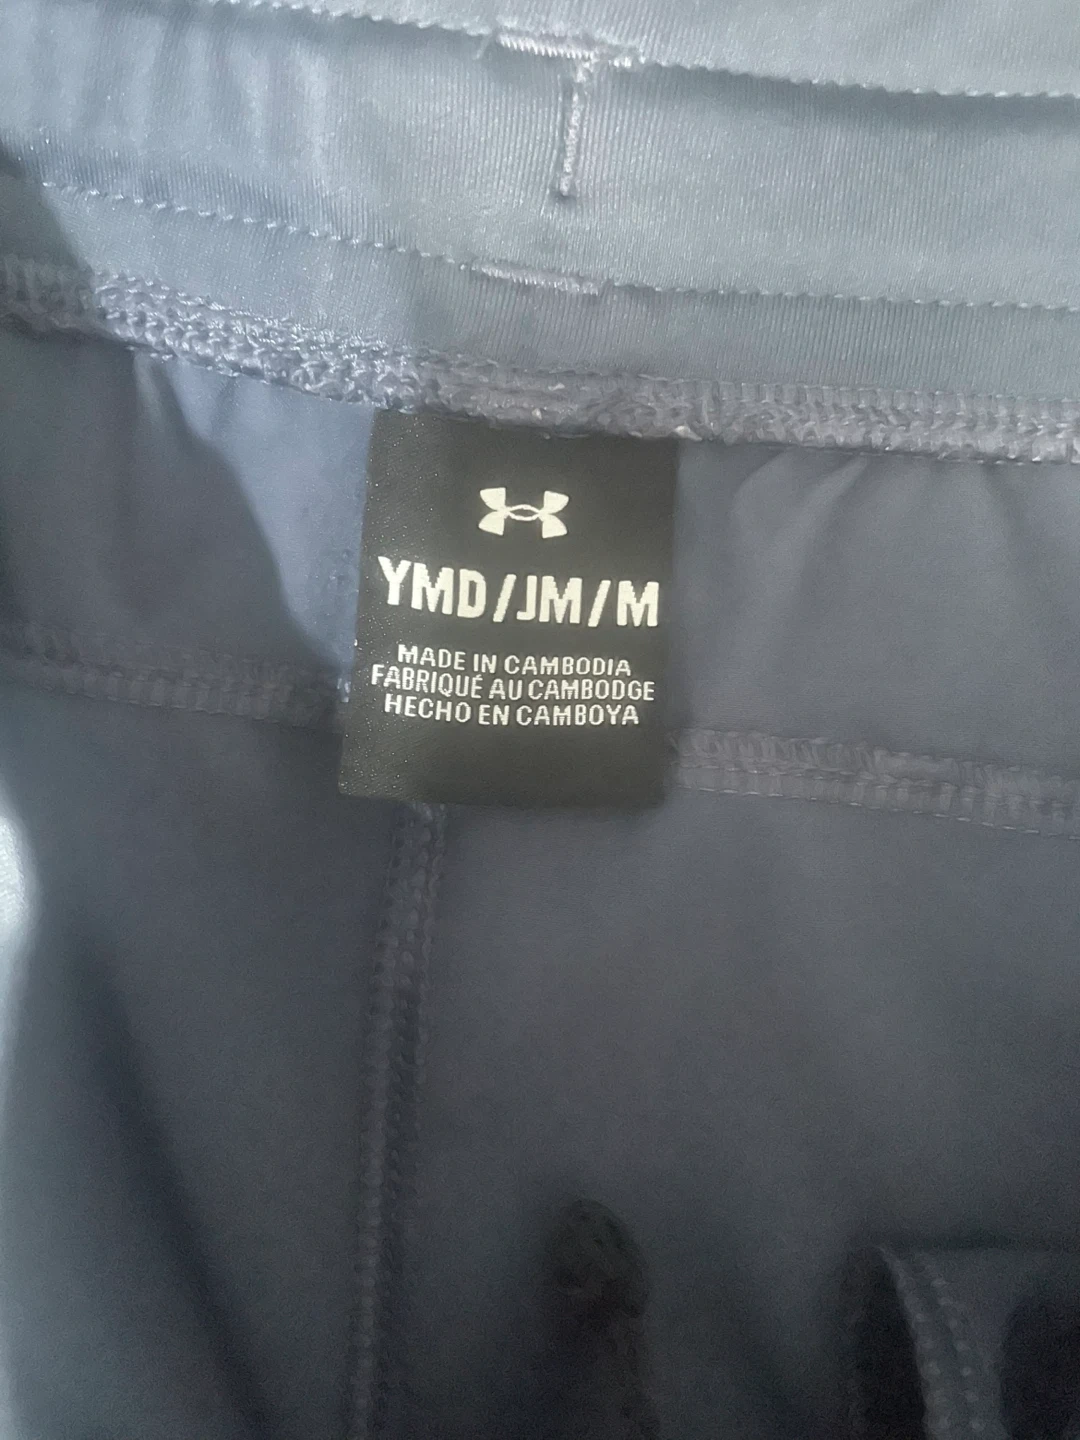 YMD/JM/M
MADE IN CAMBODIA
FABRIQUÉ AU CAMBODGE
HECHO EN CAMBOYA